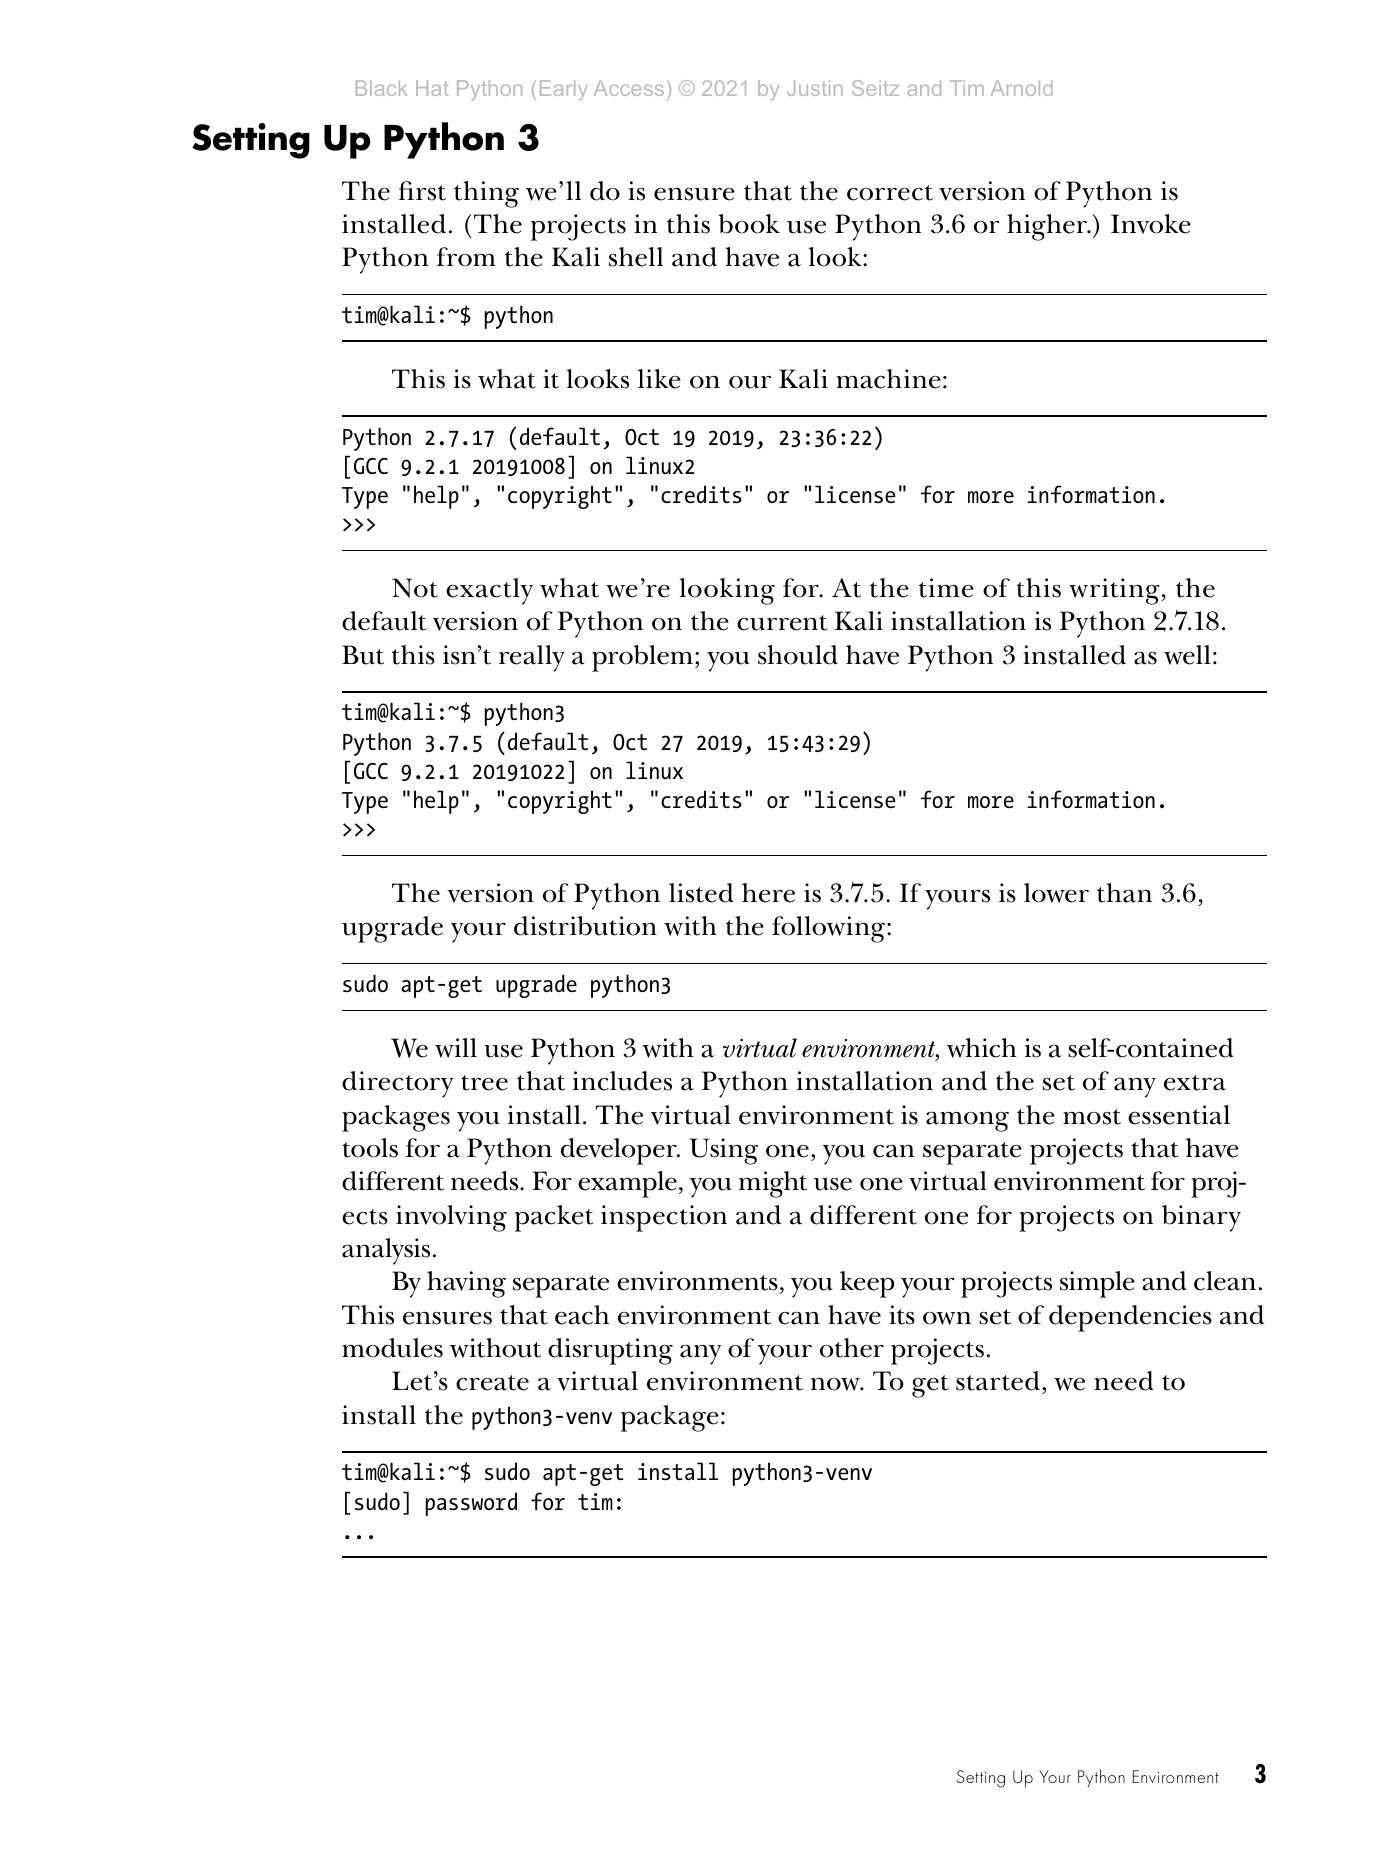 Black Hat Python (Early Access) © 2021 by Justin Seitz and Tim Arnold
Setting Up Python 3
The first thing we’ll do is ensure that the correct version of Python is
installed. (The projects in this book use Python 3.6 or higher.) Invoke
Python from the Kali shell and have a look:
tim@kali:~$ python
This is what it looks like on our Kali machine:
Python 2.7.17 (default, Oct 19 2019, 23:36:22)
[GCC 9.2.1 20191008] on linux2
Type "help", "copyright", "credits" or "license" for more information.
>>>
Not exactly what we’re looking for. At the time of this writing, the
default version of Python on the current Kali installation is Python 2.7.18.
But this isn’t really a problem; you should have Python 3 installed as well:
tim@kali:~$ python3
Python 3.7.5 (default, Oct 27 2019, 15:43:29)
[GCC 9.2.1 20191022] on linux
Type "help", "copyright", "credits" or "license" for more information.
>>>
The version of Python listed here is 3.7.5. If yours is lower than 3.6,
upgrade your distribution with the following:
sudo apt-get upgrade python3
We will use Python 3 with a virtual environment, which is a self-contained
directory tree that includes a Python installation and the set of any extra
packages you install. The virtual environment is among the most essential
tools for a Python developer. Using one, you can separate projects that have
different needs. For example, you might use one virtual environment for proj-
ects involving packet inspection and a different one for projects on binary
analysis.
By having separate environments, you keep your projects simple and clean.
This ensures that each environment can have its own set of dependencies and
modules without disrupting any of your other projects.
Let’s create a virtual environment now. To get started, we need to
install the python3-venv package:
tim@kali:~$ sudo apt-get install python3-venv
[sudo] password for tim:
...
Setting Up Your Python Environment 3